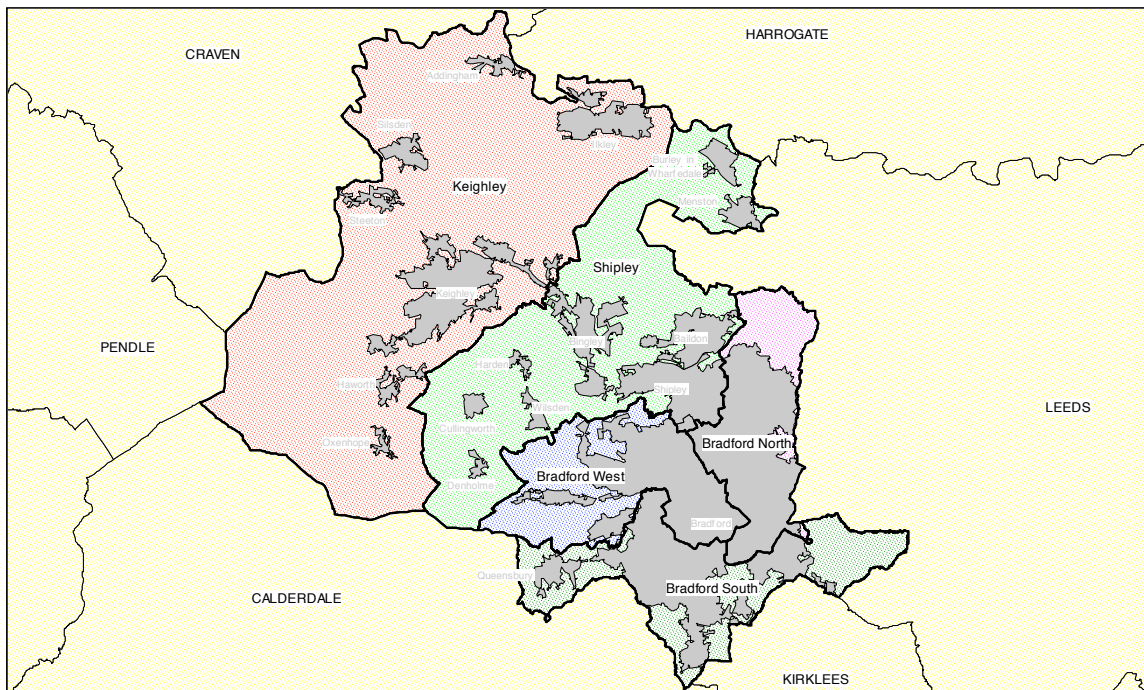 HARROGATE
CRAVEN
Addingham
Silsden
Ilkley
Burley in
Wharfedale
Keighley
Menston
Steeton
Shipley
Keighley
Baildon
Bingley
PENDLE
Harden
Haworth
Shipley
Wilsden
LEEDS
Cullingworth
Oxenhope
Bradford North
Bradford West
Denholme
Bradford
Queensbury
Bradford South
CALDERDALE
KIRKLEES